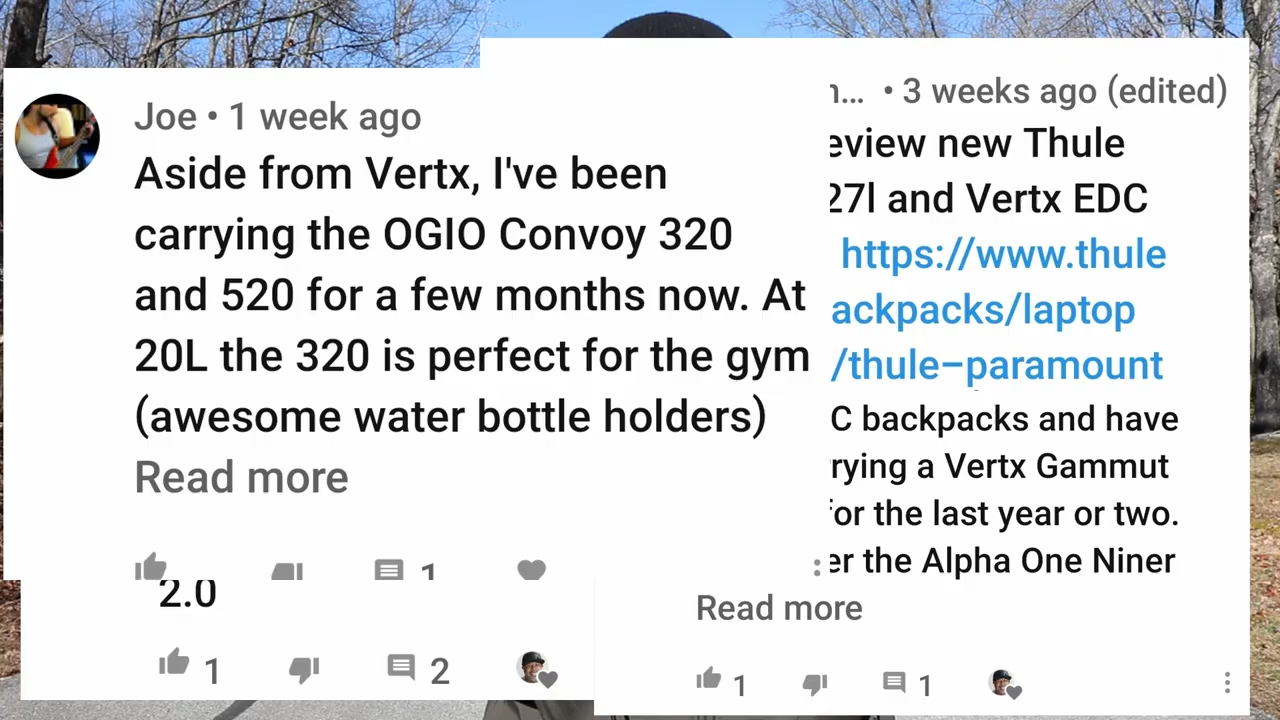 Joe • 1 week ago
Aside from Vertx, I've been
carrying the OGIO Convoy 320
and 520 for a few months now. At
20L the 320 is perfect for the gym
(awesome water bottle holders)
Read more
1
2.0
1
2
• 3 weeks ago (edited)
eview new Thule
27l and Vertx EDC
https://www.thule
ackpacks/laptop
/thule-paramount
C backpacks and have
rying a Vertx Gammut
for the last year or two.
er the Alpha One Niner
Read more
1
1